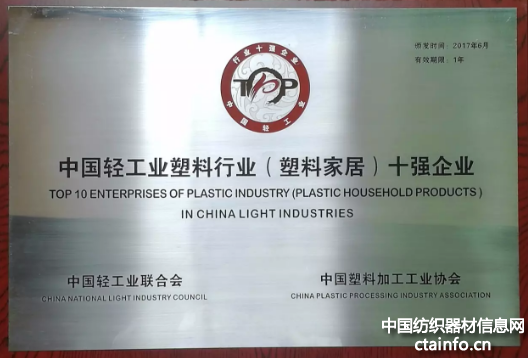 颁发时间：2017年6月
有效期限：1年
行业十强企业
TOP
中国轻工业
中国轻工业塑料行业（塑料家居）十强企业
TOP 10 ENTERPRISES OF PLASTIC INDUSTRY (PLASTIC HOUSEHOLD PRODUCTS)
IN CHINA LIGHT INDUSTRIES
中国轻工业联合会
CHINA NATIONAL LIGHT INDUSTRY COUNCIL
中国塑料加工工业协会
CHINA PLASTIC PROCESSING INDUSTRY ASSOCIATION
中国纺织器材信息网
ctainfo.cn